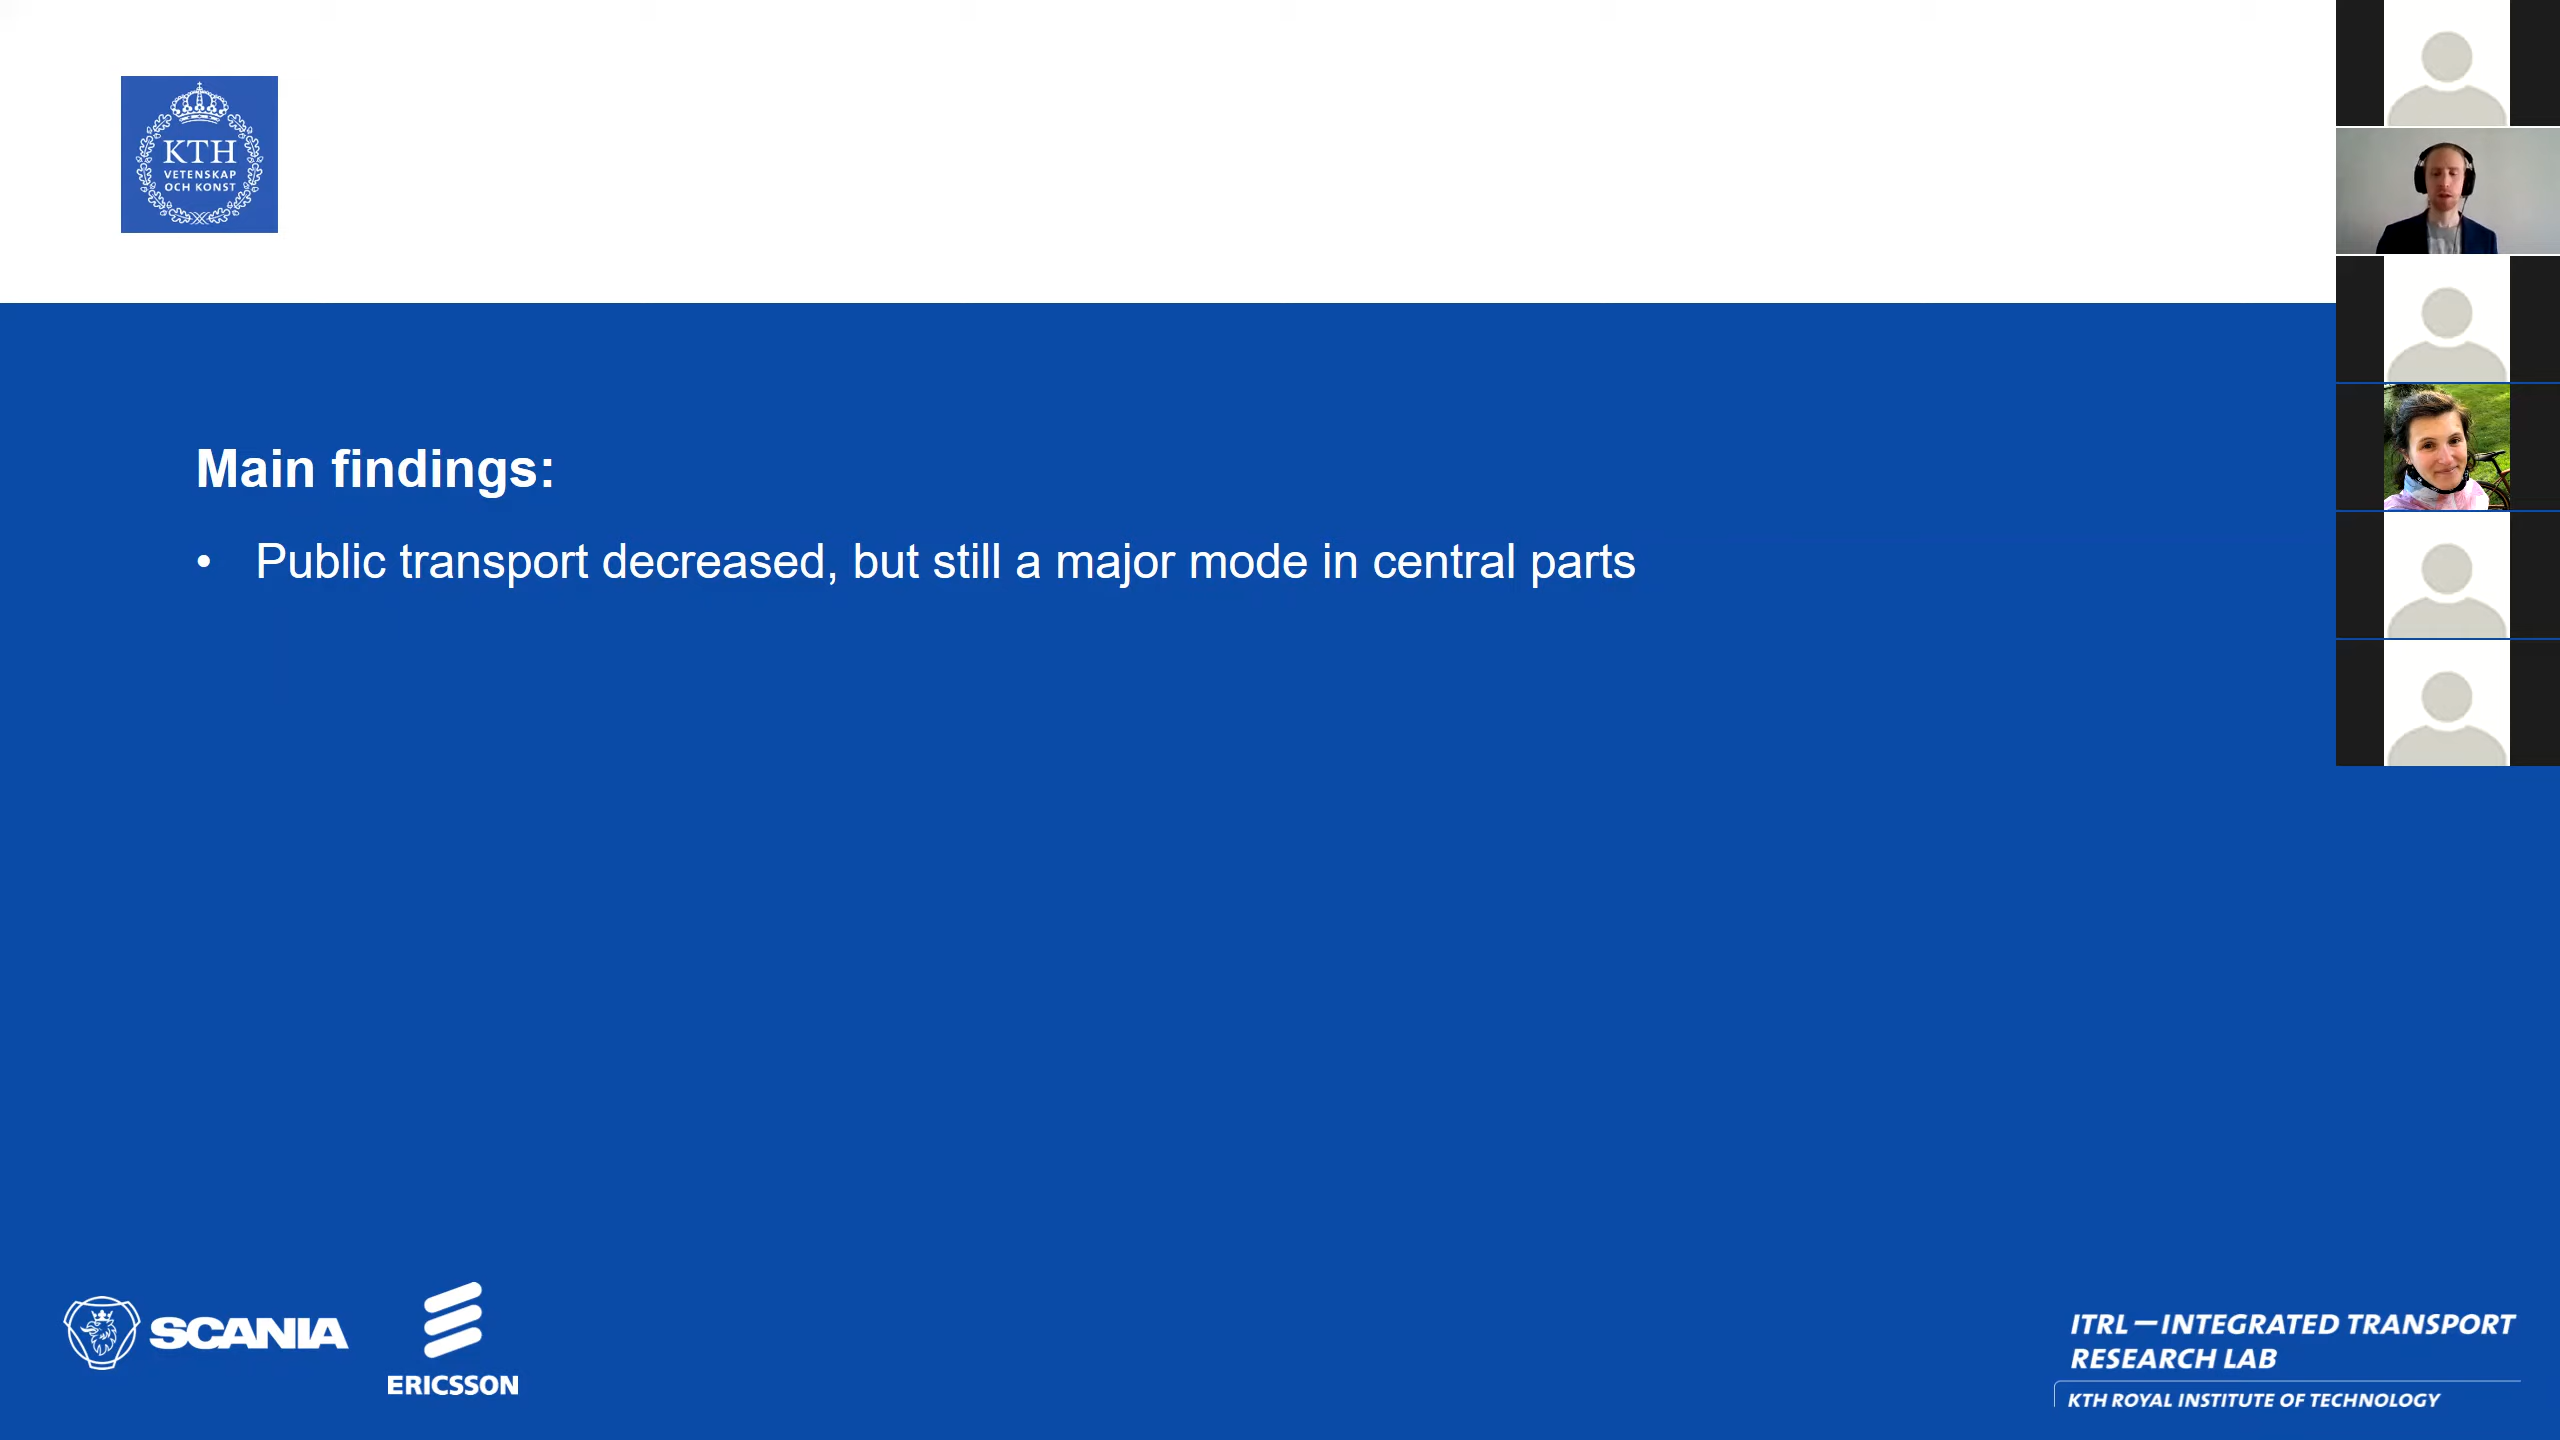 KTH
VETENSKAP
OCH KONST
Main findings:
• Public transport decreased, but still a major mode in central parts
SCANIA
ERICSSON
ITRL – INTEGRATED TRANSPORT
RESEARCH LAB
KTH ROYAL INSTITUTE OF TECHNOLOGY